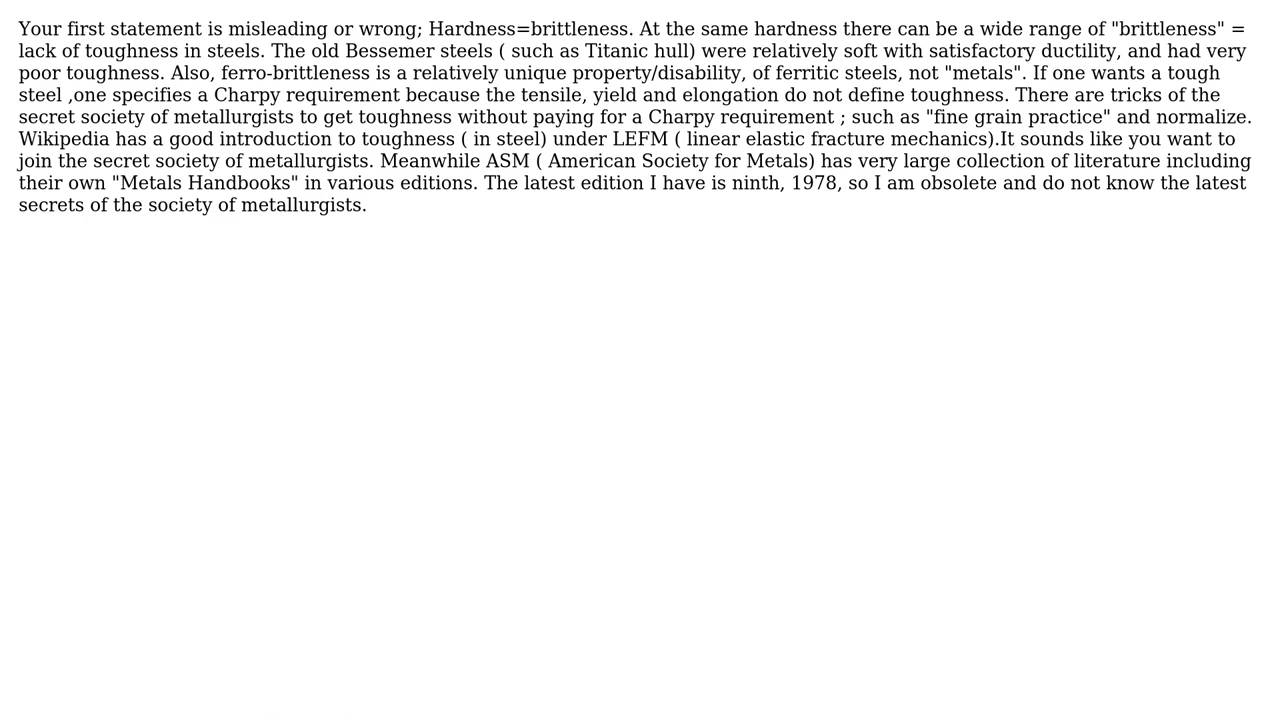 Your first statement is misleading or wrong; Hardness=brittleness. At the same hardness there can be a wide range of "brittleness" =
lack of toughness in steels. The old Bessemer steels ( such as Titanic hull) were relatively soft with satisfactory ductility, and had very
poor toughness. Also, ferro-brittleness is a relatively unique property/disability, of ferritic steels, not "metals". If one wants a tough
steel ,one specifies a Charpy requirement because the tensile, yield and elongation do not define toughness. There are tricks of the
secret society of metallurgists to get toughness without paying for a Charpy requirement ; such as "fine grain practice" and normalize.
Wikipedia has a good introduction to toughness ( in steel) under LEFM ( linear elastic fracture mechanics).It sounds like you want to
join the secret society of metallurgists. Meanwhile ASM ( American Society for Metals) has very large collection of literature including
their own "Metals Handbooks" in various editions. The latest edition I have is ninth, 1978, so I am obsolete and do not know the latest
secrets of the society of metallurgists.